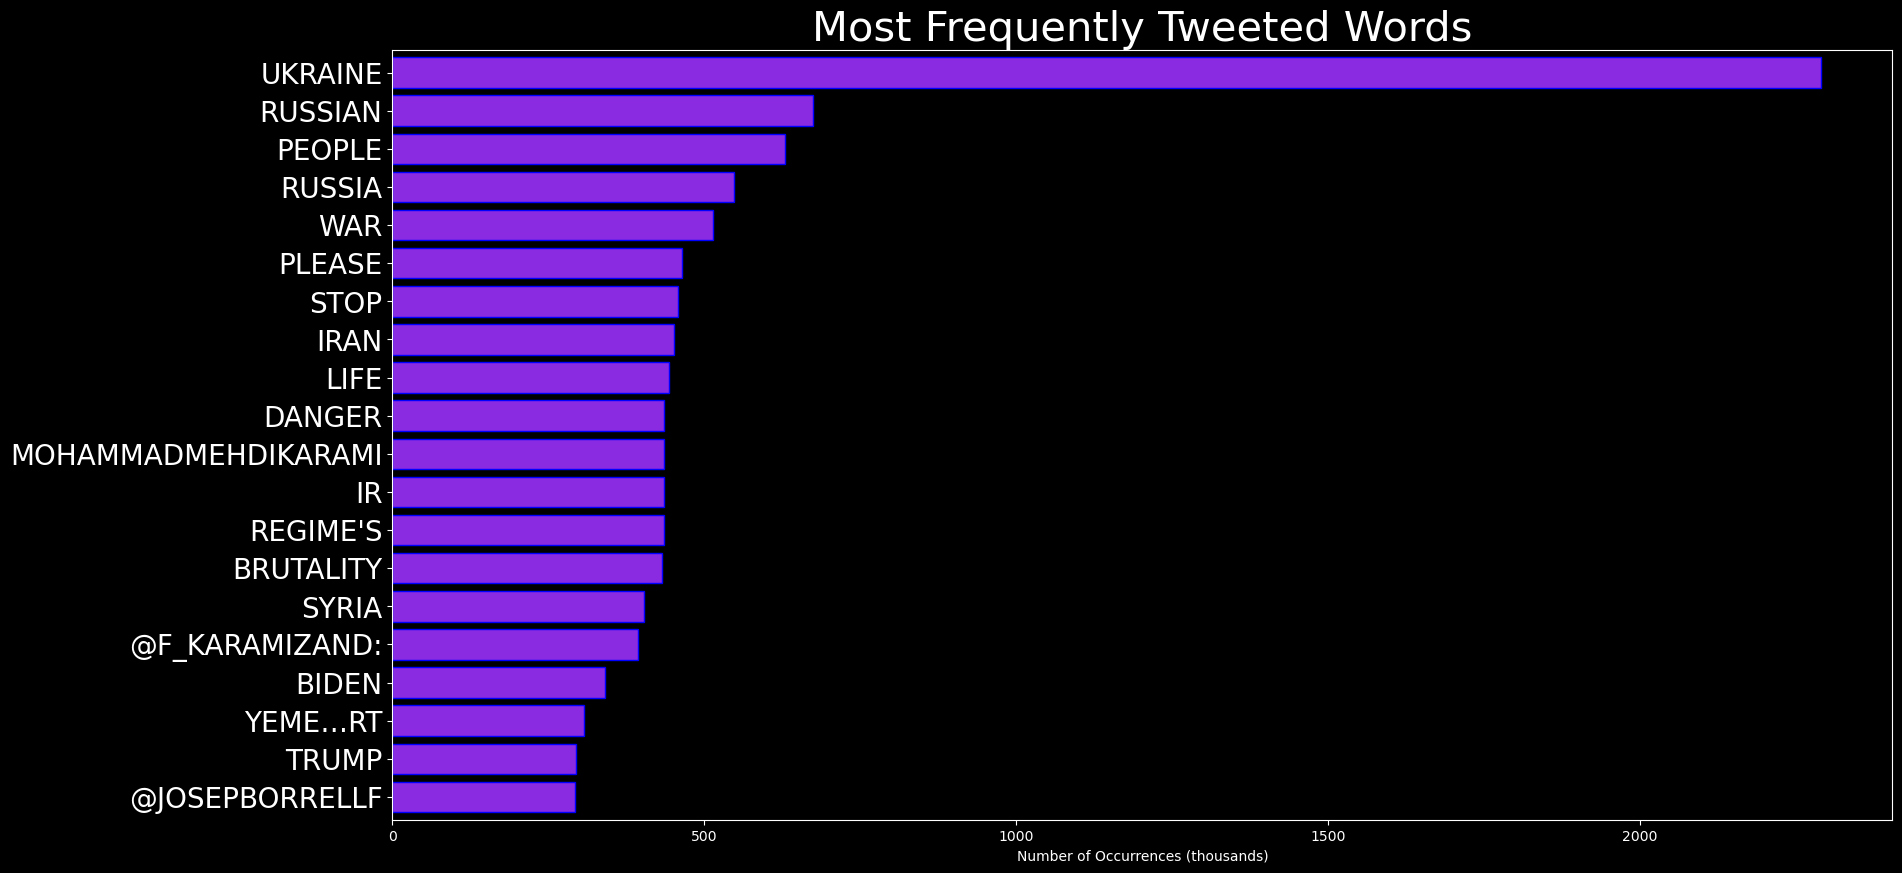 Most Frequently Tweeted Words
UKRAINE
RUSSIAN
PEOPLE
RUSSIA
WAR
PLEASE
STOP
IRAN
LIFE
DANGER
MOHAMMADMEHDIKARAMI
IR
REGIME'S
BRUTALITY
SYRIA
@F_KARAMIZAND:
BIDEN
YEME…RT
TRUMP
@JOSEPBORRELLF
0 500 1000 1500 2000
Number of Occurrences (thousands)